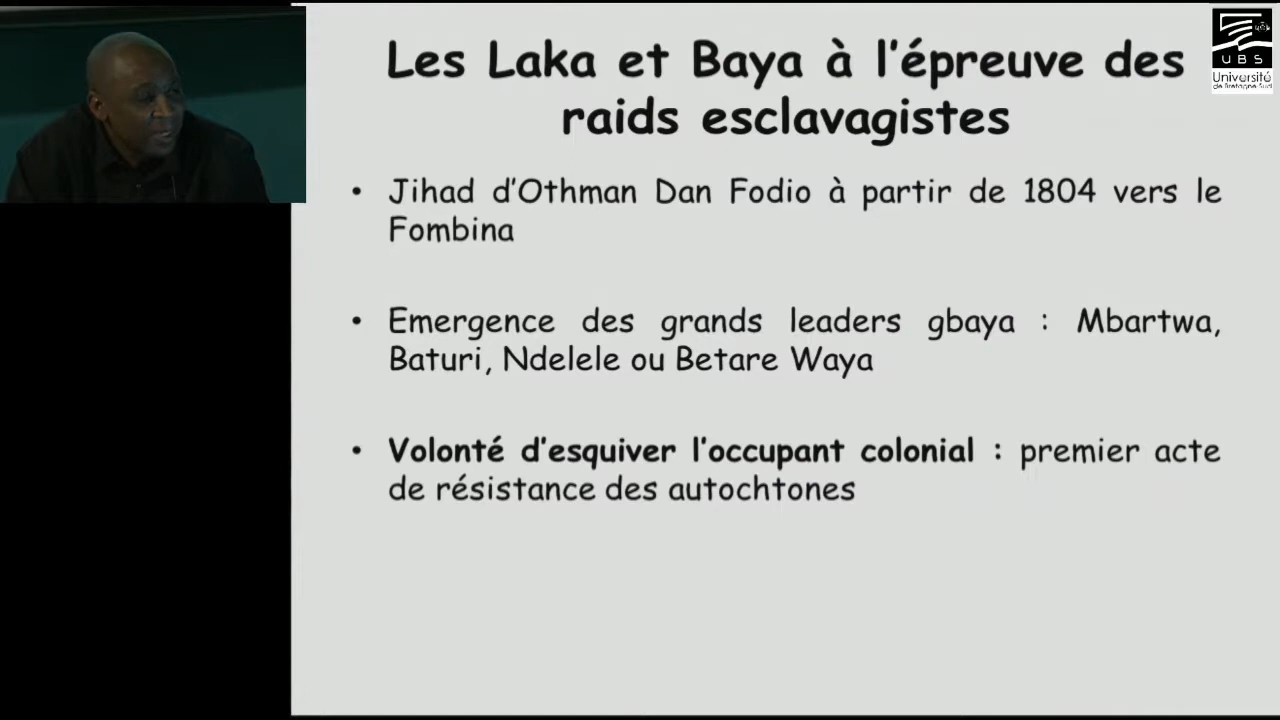 Les Laka et Baya à l'épreuve des
raids esclavagistes
UBS
Université
de Bretagne-Sud
• Jihad d'Othman Dan Fodio à partir de 1804 vers le
Fombina
• Emergence des grands leaders gbaya : Mbartwa,
Baturi, Ndelele ou Betare Waya
• Volonté d'esquiver l'occupant colonial : premier acte
de résistance des autochtones